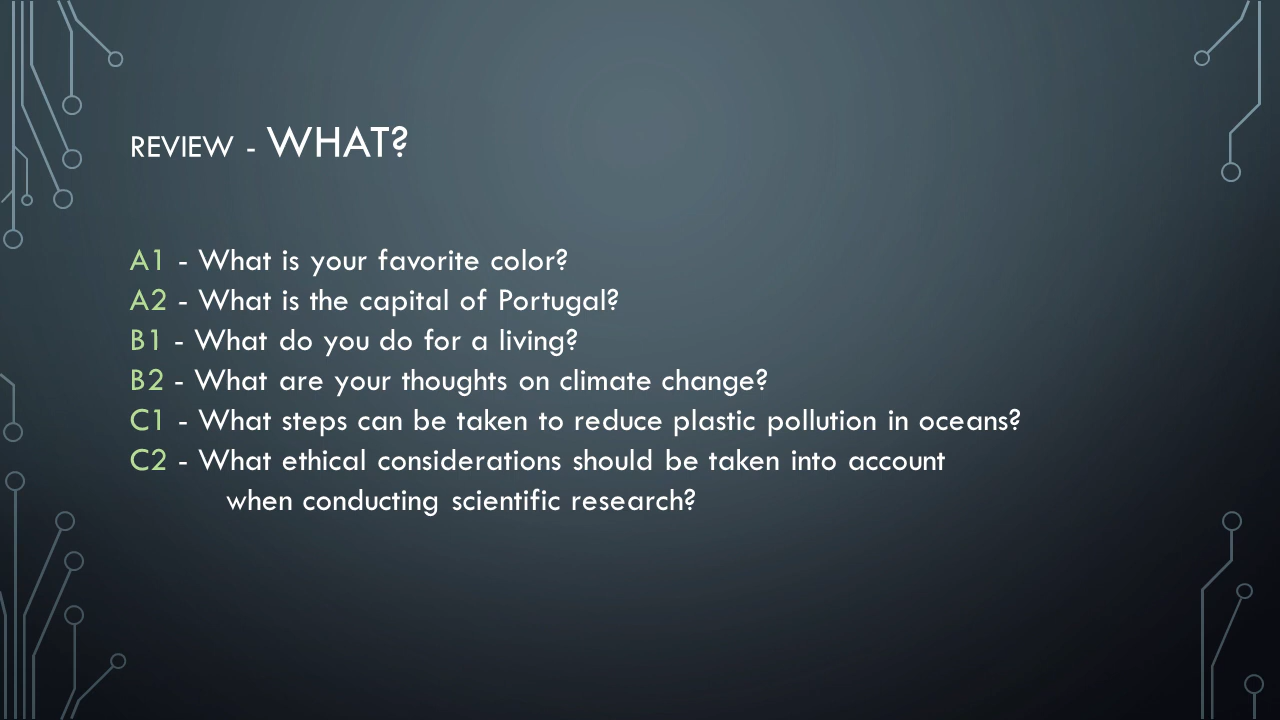 REVIEW - WHAT?
A1 - What is your favorite color?
A2 - What is the capital of Portugal?
B1 - What do you do for a living?
B2 - What are your thoughts on climate change?
C1 - What steps can be taken to reduce plastic pollution in oceans?
C2 - What ethical considerations should be taken into account
when conducting scientific research?